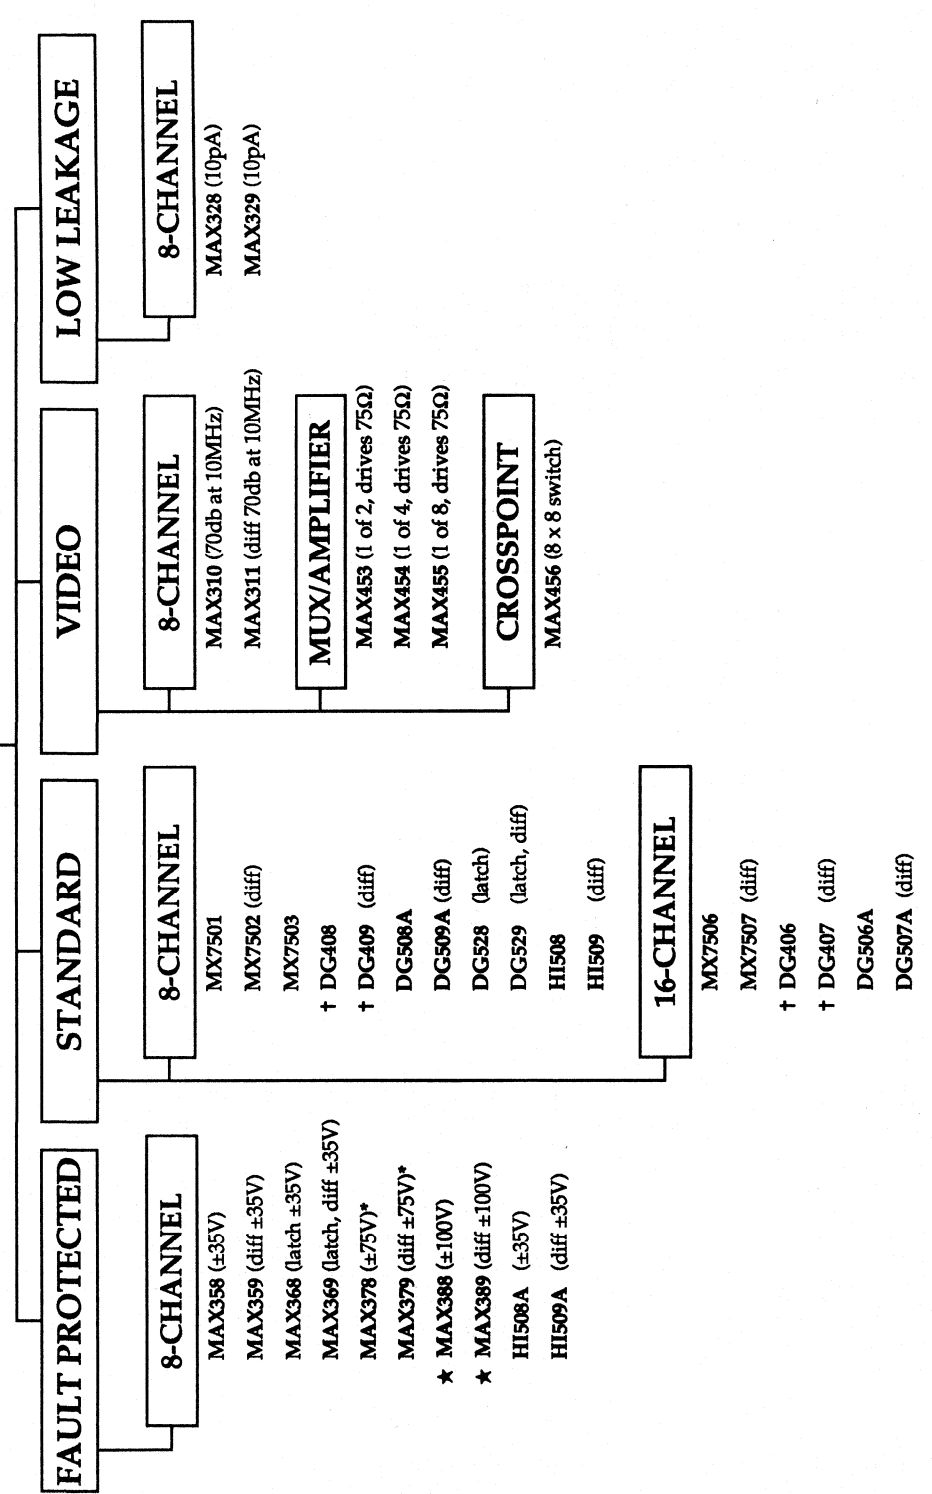 FAULT PROTECTED
8-CHANNEL
MAX358 (±35V)
MAX359 (diff ±35V)
MAX368 (latch ±35V)
MAX369 (latch, diff ±35V)
MAX378 (±75V)*
MAX379 (diff ±75V)*
★ MAX388 (±100V)
★ MAX389 (diff ±100V)
HI508A (±35V)
HI509A (diff ±35V)
STANDARD
8-CHANNEL
MX7501
MX7502 (diff)
MX7503
† DG408
† DG409 (diff)
DG508A
DG509A (diff)
DG528 (latch)
DG529 (latch, diff)
HI508
HI509 (diff)
16-CHANNEL
MX7506
MX7507 (diff)
† DG406
† DG407 (diff)
DG506A
DG507A (diff)
VIDEO
8-CHANNEL
MAX310 (70db at 10MHz)
MAX311 (diff 70db at 10MHz)
MUX/AMPLIFIER
MAX453 (1 of 2, drives 75Ω)
MAX454 (1 of 4, drives 75Ω)
MAX455 (1 of 8, drives 75Ω)
CROSSPOINT
MAX456 (8 x 8 switch)
LOW LEAKAGE
8-CHANNEL
MAX328 (10pA)
MAX329 (10pA)